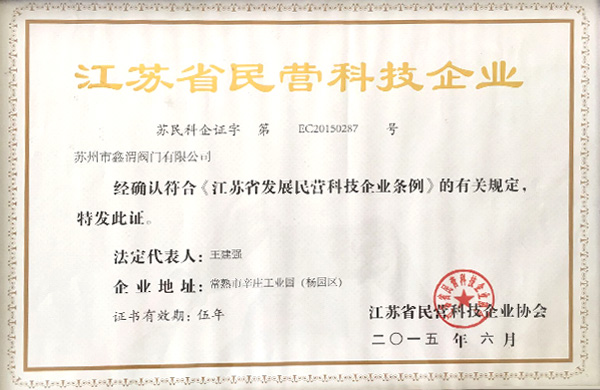 江苏省民营科技企业
苏民科企证字 第 EC20150287 号
苏州市鑫渭阀门有限公司
经确认符合《江苏省发展民营科技企业条例》的有关规定，
特发此证。
法定代表人：王建强
企业地址：常熟市辛庄工业园（杨园区）
证书有效期：伍年
江苏省民营科技企业协会
二〇一五 年 六 月